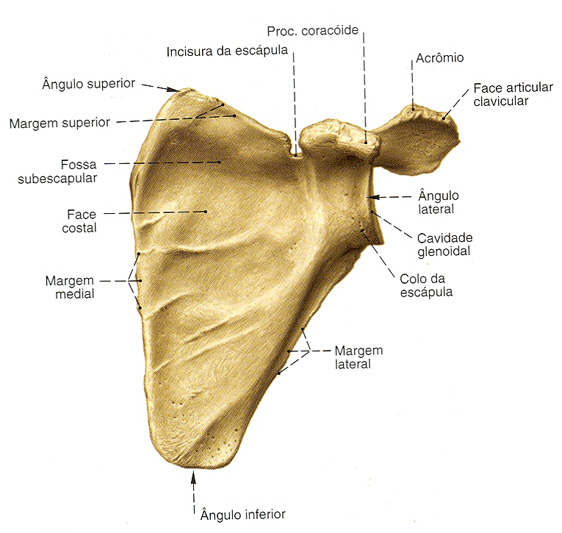 Proc. coracóide
Incisura da escápula
Acrômio
Ângulo superior
Face articular
clavicular
Margem superior
Fossa
subescapular
Ângulo
lateral
Face
costal
Cavidade
glenoidal
Margem
medial
Colo da
escápula
Margem
lateral
Ângulo inferior